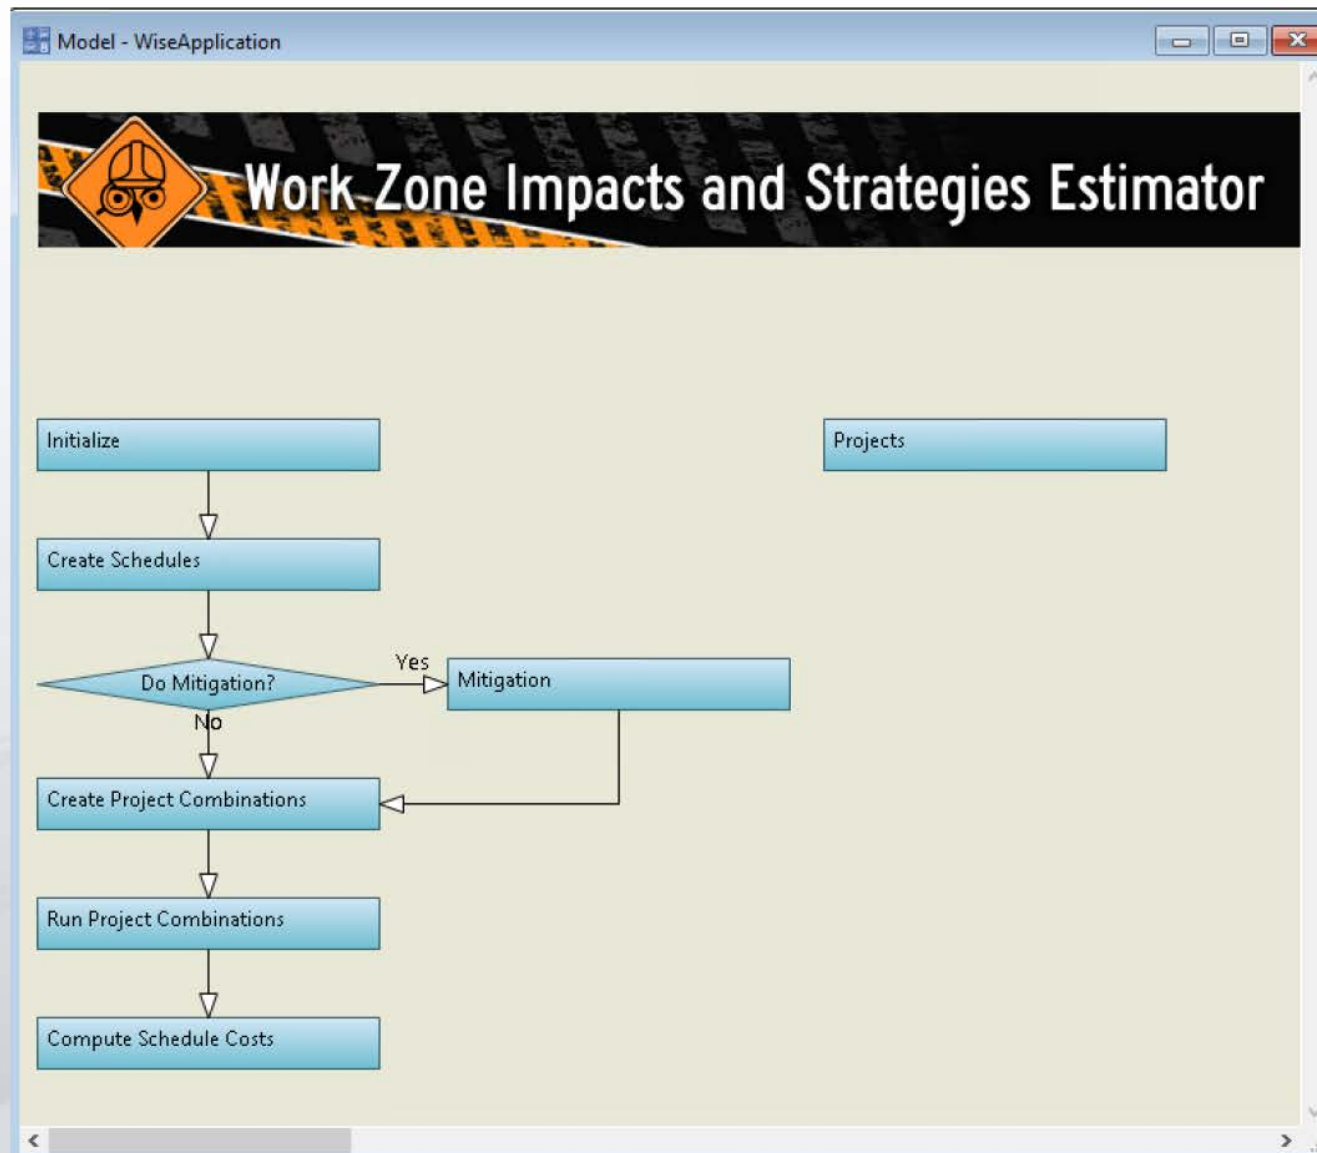 Model - WiseApplication
Work Zone Impacts and Strategies Estimator
Initialize
Projects
Create Schedules
Do Mitigation?
Yes
Mitigation
No
Create Project Combinations
Run Project Combinations
Compute Schedule Costs